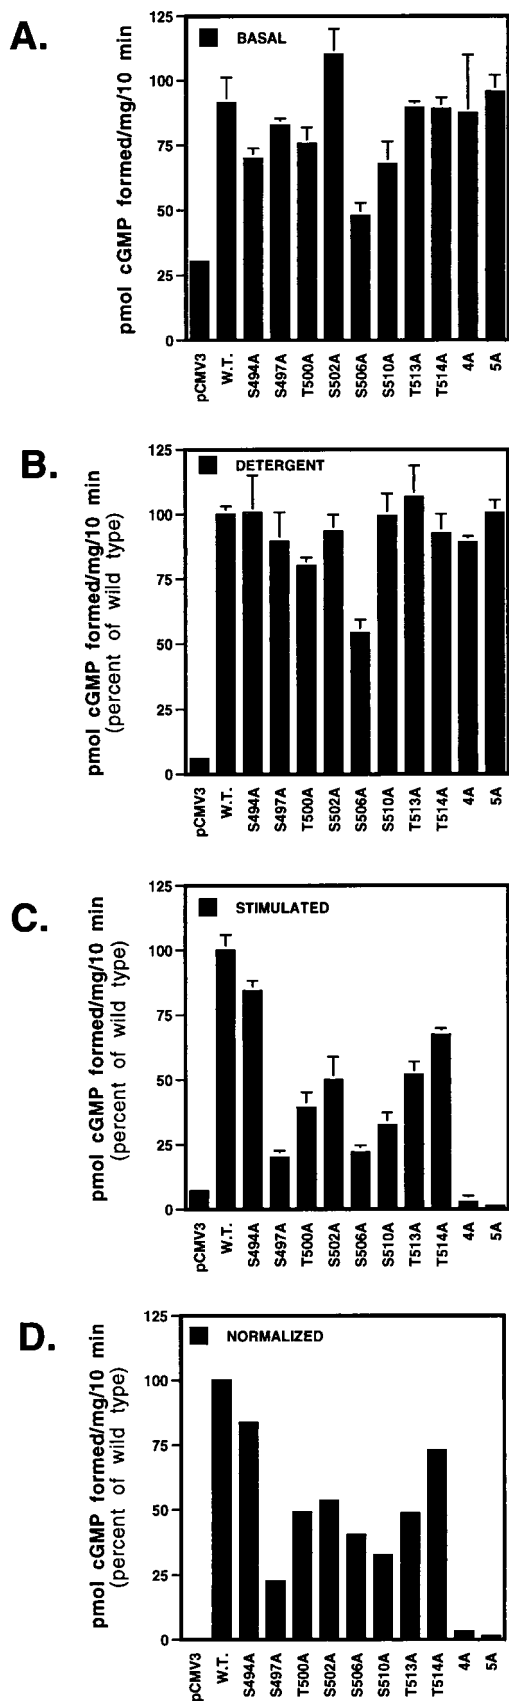 A.
BASAL
pmol cGMP formed/mg/10 min
125
100
75
50
25
0
pCMV3 W.T. S494A S497A T500A S502A S506A S510A T513A T514A 4A 5A
B.
DETERGENT
pmol cGMP formed/mg/10 min
(percent of wild type)
125
100
75
50
25
0
pCMV3 W.T. S494A S497A T500A S502A S506A S510A T513A T514A 4A 5A
C.
STIMULATED
pmol cGMP formed/mg/10 min
(percent of wild type)
125
100
75
50
25
0
pCMV3 W.T. S494A S497A T500A S502A S506A S510A T513A T514A 4A 5A
D.
NORMALIZED
pmol cGMP formed/mg/10 min
(percent of wild type)
125
100
75
50
25
0
pCMV3 W.T. S494A S497A T500A S502A S506A S510A T513A T514A 4A 5A